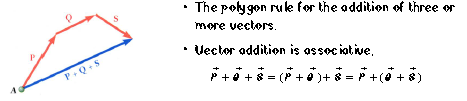 Q
S
P
P + Q + S
A
• The polygon rule for the addition of three or
more vectors.
• Vector addition is associative,
P⃗ + Q⃗ + S⃗ = (P⃗ + Q⃗) + S⃗ = P⃗ + (Q⃗ + S⃗)